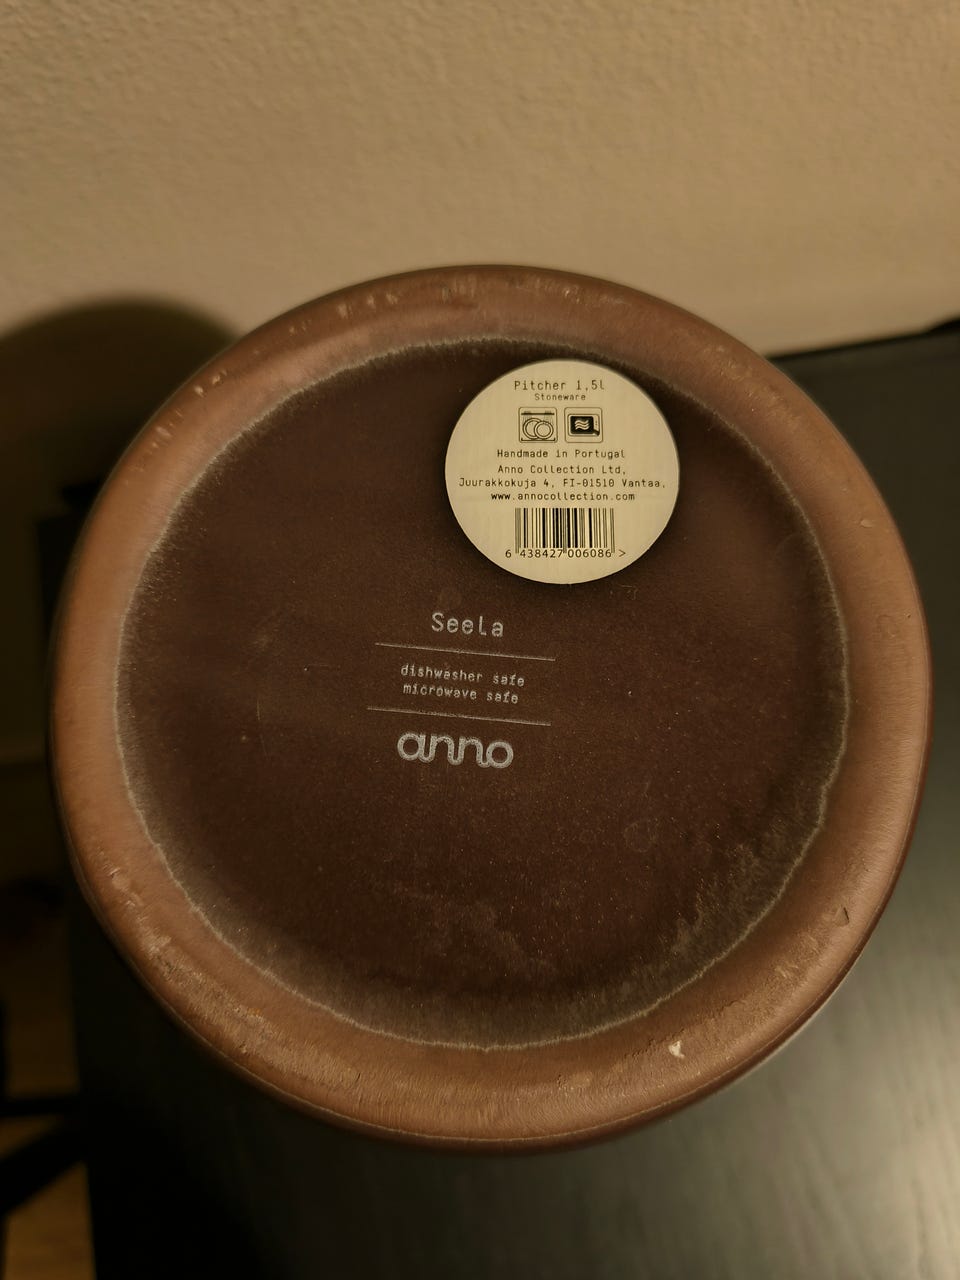 Pitcher 1,5l
Stoneware
Handmade in Portugal
Anno Collection Ltd,
Juurakkokuja 4, FI-01510 Vantaa,
www.annocollection.com
6 438427 006086 >
Seela
dishwasher safe
microwave safe
anno